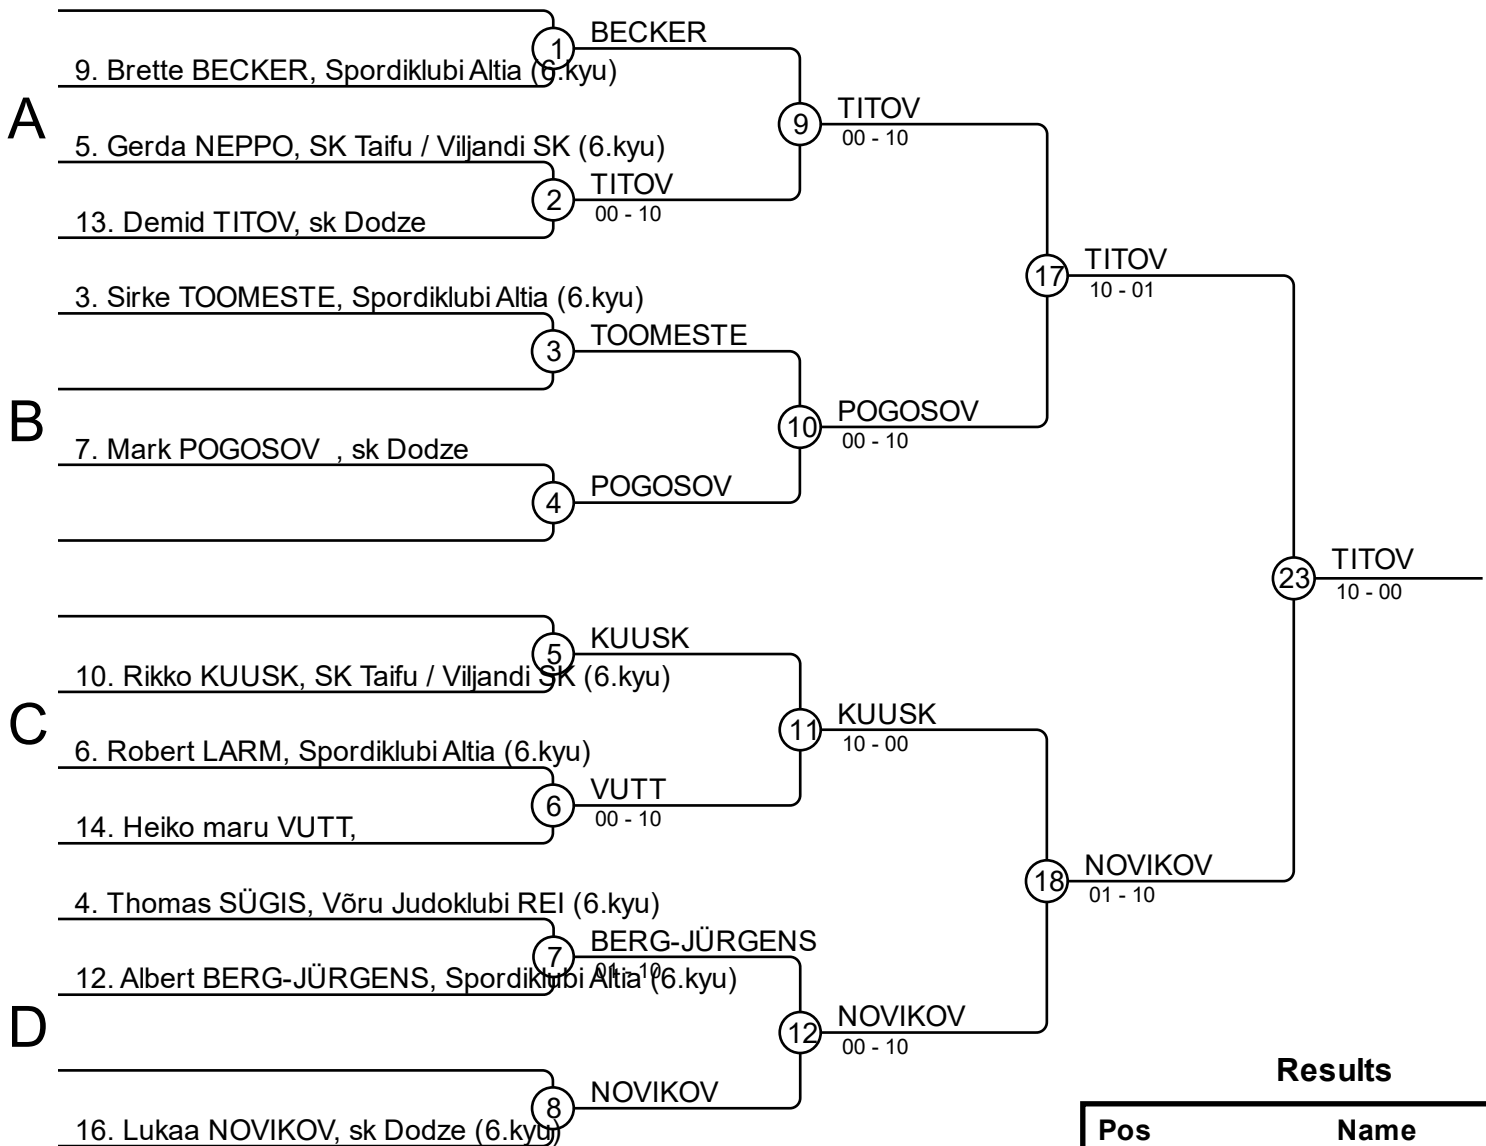 1 BECKER
9. Brette BECKER, Spordiklubi Altia (6.kyu)
A
9 TITOV
00 - 10
5. Gerda NEPPO, SK Taifu / Viljandi SK (6.kyu)
2 TITOV
00 - 10
13. Demid TITOV, sk Dodze
17 TITOV
10 - 01
3. Sirke TOOMESTE, Spordiklubi Altia (6.kyu)
3 TOOMESTE
B
10 POGOSOV
00 - 10
7. Mark POGOSOV , sk Dodze
4 POGOSOV
23 TITOV
10 - 00
5 KUUSK
10. Rikko KUUSK, SK Taifu / Viljandi SK (6.kyu)
C
11 KUUSK
10 - 00
6. Robert LARM, Spordiklubi Altia (6.kyu)
6 VUTT
00 - 10
14. Heiko maru VUTT,
18 NOVIKOV
01 - 10
4. Thomas SÜGIS, Võru Judoklubi REI (6.kyu)
7 BERG-JÜRGENS
01 - 10
12. Albert BERG-JÜRGENS, Spordiklubi Altia (6.kyu)
D
12 NOVIKOV
00 - 10
8 NOVIKOV
16. Lukaa NOVIKOV, sk Dodze (6.kyu)
Results
Pos Name